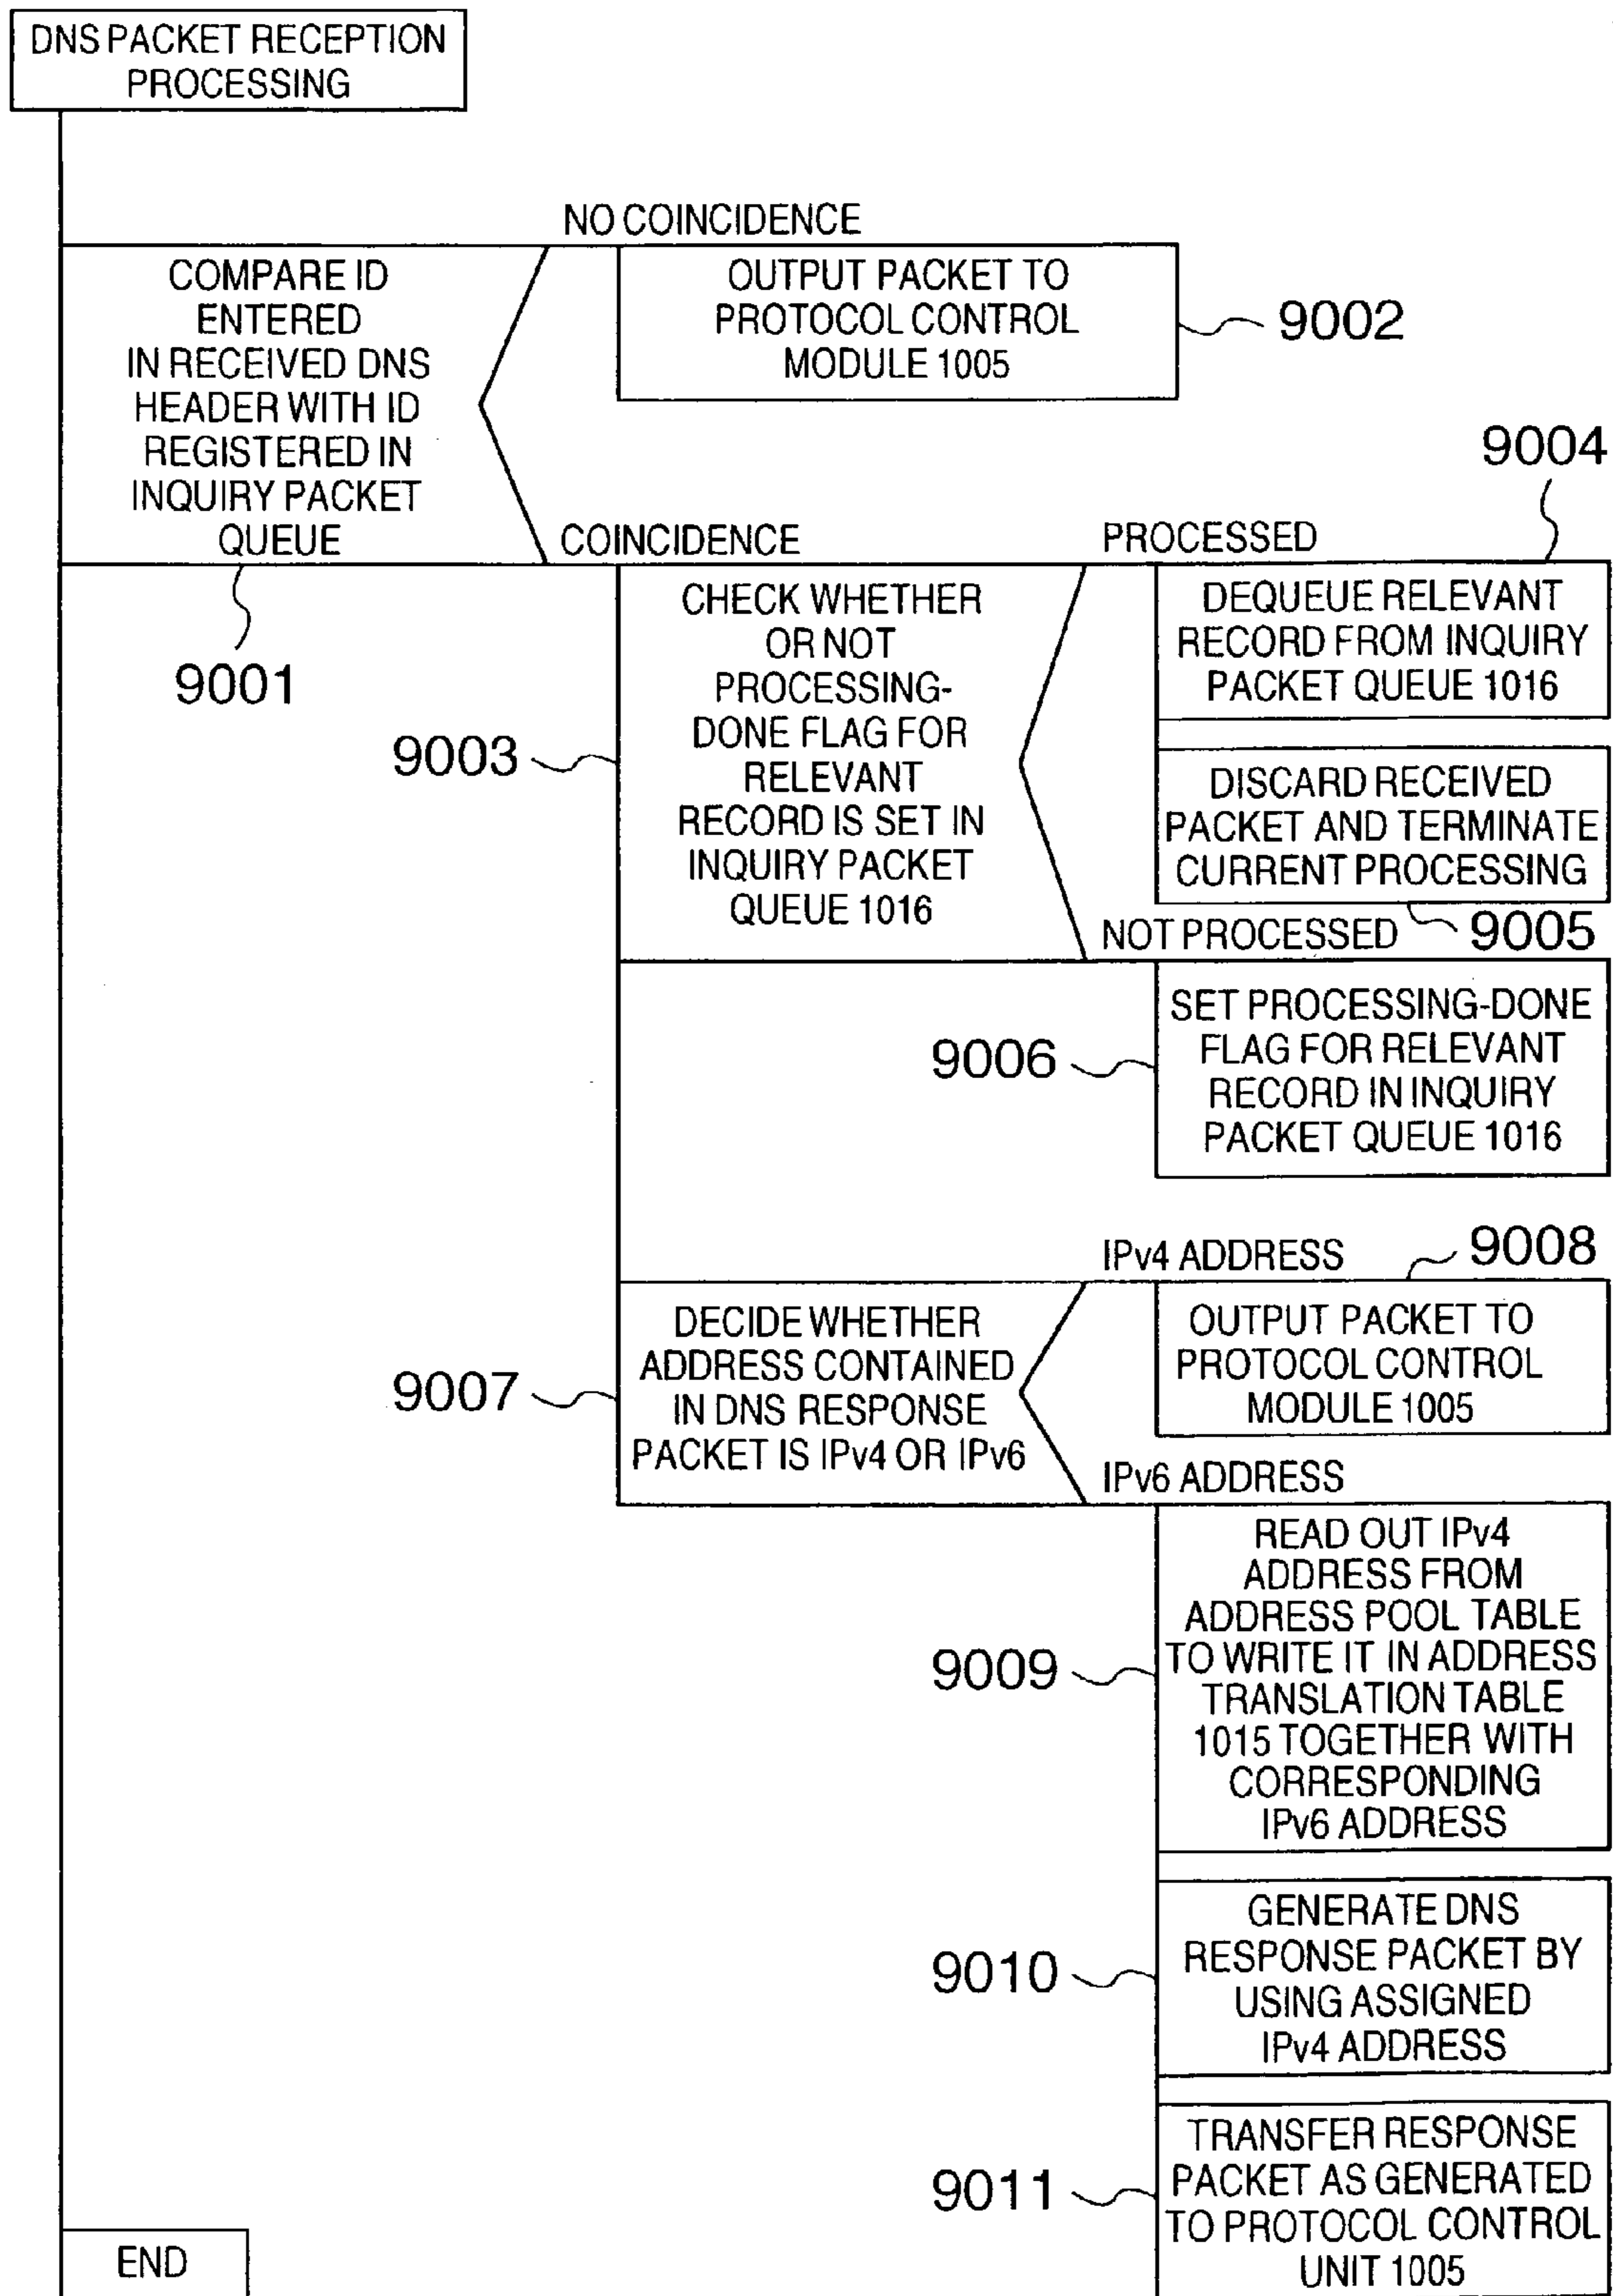 DNS PACKET RECEPTION
PROCESSING
NO COINCIDENCE
COMPARE ID
ENTERED
IN RECEIVED DNS
HEADER WITH ID
REGISTERED IN
INQUIRY PACKET
QUEUE
9001
OUTPUT PACKET TO
PROTOCOL CONTROL
MODULE 1005
9002
COINCIDENCE
9003
CHECK WHETHER
OR NOT
PROCESSING-
DONE FLAG FOR
RELEVANT
RECORD IS SET IN
INQUIRY PACKET
QUEUE 1016
PROCESSED
9004
DEQUEUE RELEVANT
RECORD FROM INQUIRY
PACKET QUEUE 1016
DISCARD RECEIVED
PACKET AND TERMINATE
CURRENT PROCESSING
9005
NOT PROCESSED
9006
SET PROCESSING-DONE
FLAG FOR RELEVANT
RECORD IN INQUIRY
PACKET QUEUE 1016
9007
DECIDE WHETHER
ADDRESS CONTAINED
IN DNS RESPONSE
PACKET IS IPv4 OR IPv6
IPv4 ADDRESS
9008
OUTPUT PACKET TO
PROTOCOL CONTROL
MODULE 1005
IPv6 ADDRESS
9009
READ OUT IPv4
ADDRESS FROM
ADDRESS POOL TABLE
TO WRITE IT IN ADDRESS
TRANSLATION TABLE
1015 TOGETHER WITH
CORRESPONDING
IPv6 ADDRESS
9010
GENERATE DNS
RESPONSE PACKET BY
USING ASSIGNED
IPv4 ADDRESS
9011
TRANSFER RESPONSE
PACKET AS GENERATED
TO PROTOCOL CONTROL
UNIT 1005
END